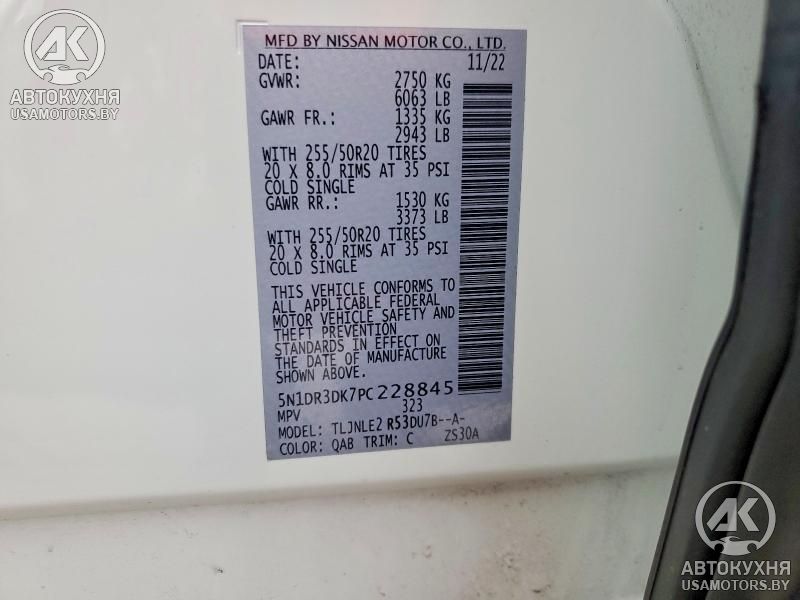 AK
АВТОКУХНЯ
USAMOTORS.BY
MFD BY NISSAN MOTOR CO., LTD.
DATE: 11/22
GVWR: 2750 KG
6063 LB
GAWR FR.: 1335 KG
2943 LB
WITH 255/50R20 TIRES
20 X 8.0 RIMS AT 35 PSI
COLD SINGLE
GAWR RR.: 1530 KG
3373 LB
WITH 255/50R20 TIRES
20 X 8.0 RIMS AT 35 PSI
COLD SINGLE
THIS VEHICLE CONFORMS TO
ALL APPLICABLE FEDERAL
MOTOR VEHICLE SAFETY AND
THEFT PREVENTION
STANDARDS IN EFFECT ON
THE DATE OF MANUFACTURE
SHOWN ABOVE.
5N1DR3DK7PC228845
MPV 323
MODEL: TLJNLE2 R53DU7B--A-
COLOR: QAB TRIM: C ZS30A
AK
АВТОКУХНЯ
USAMOTORS.BY